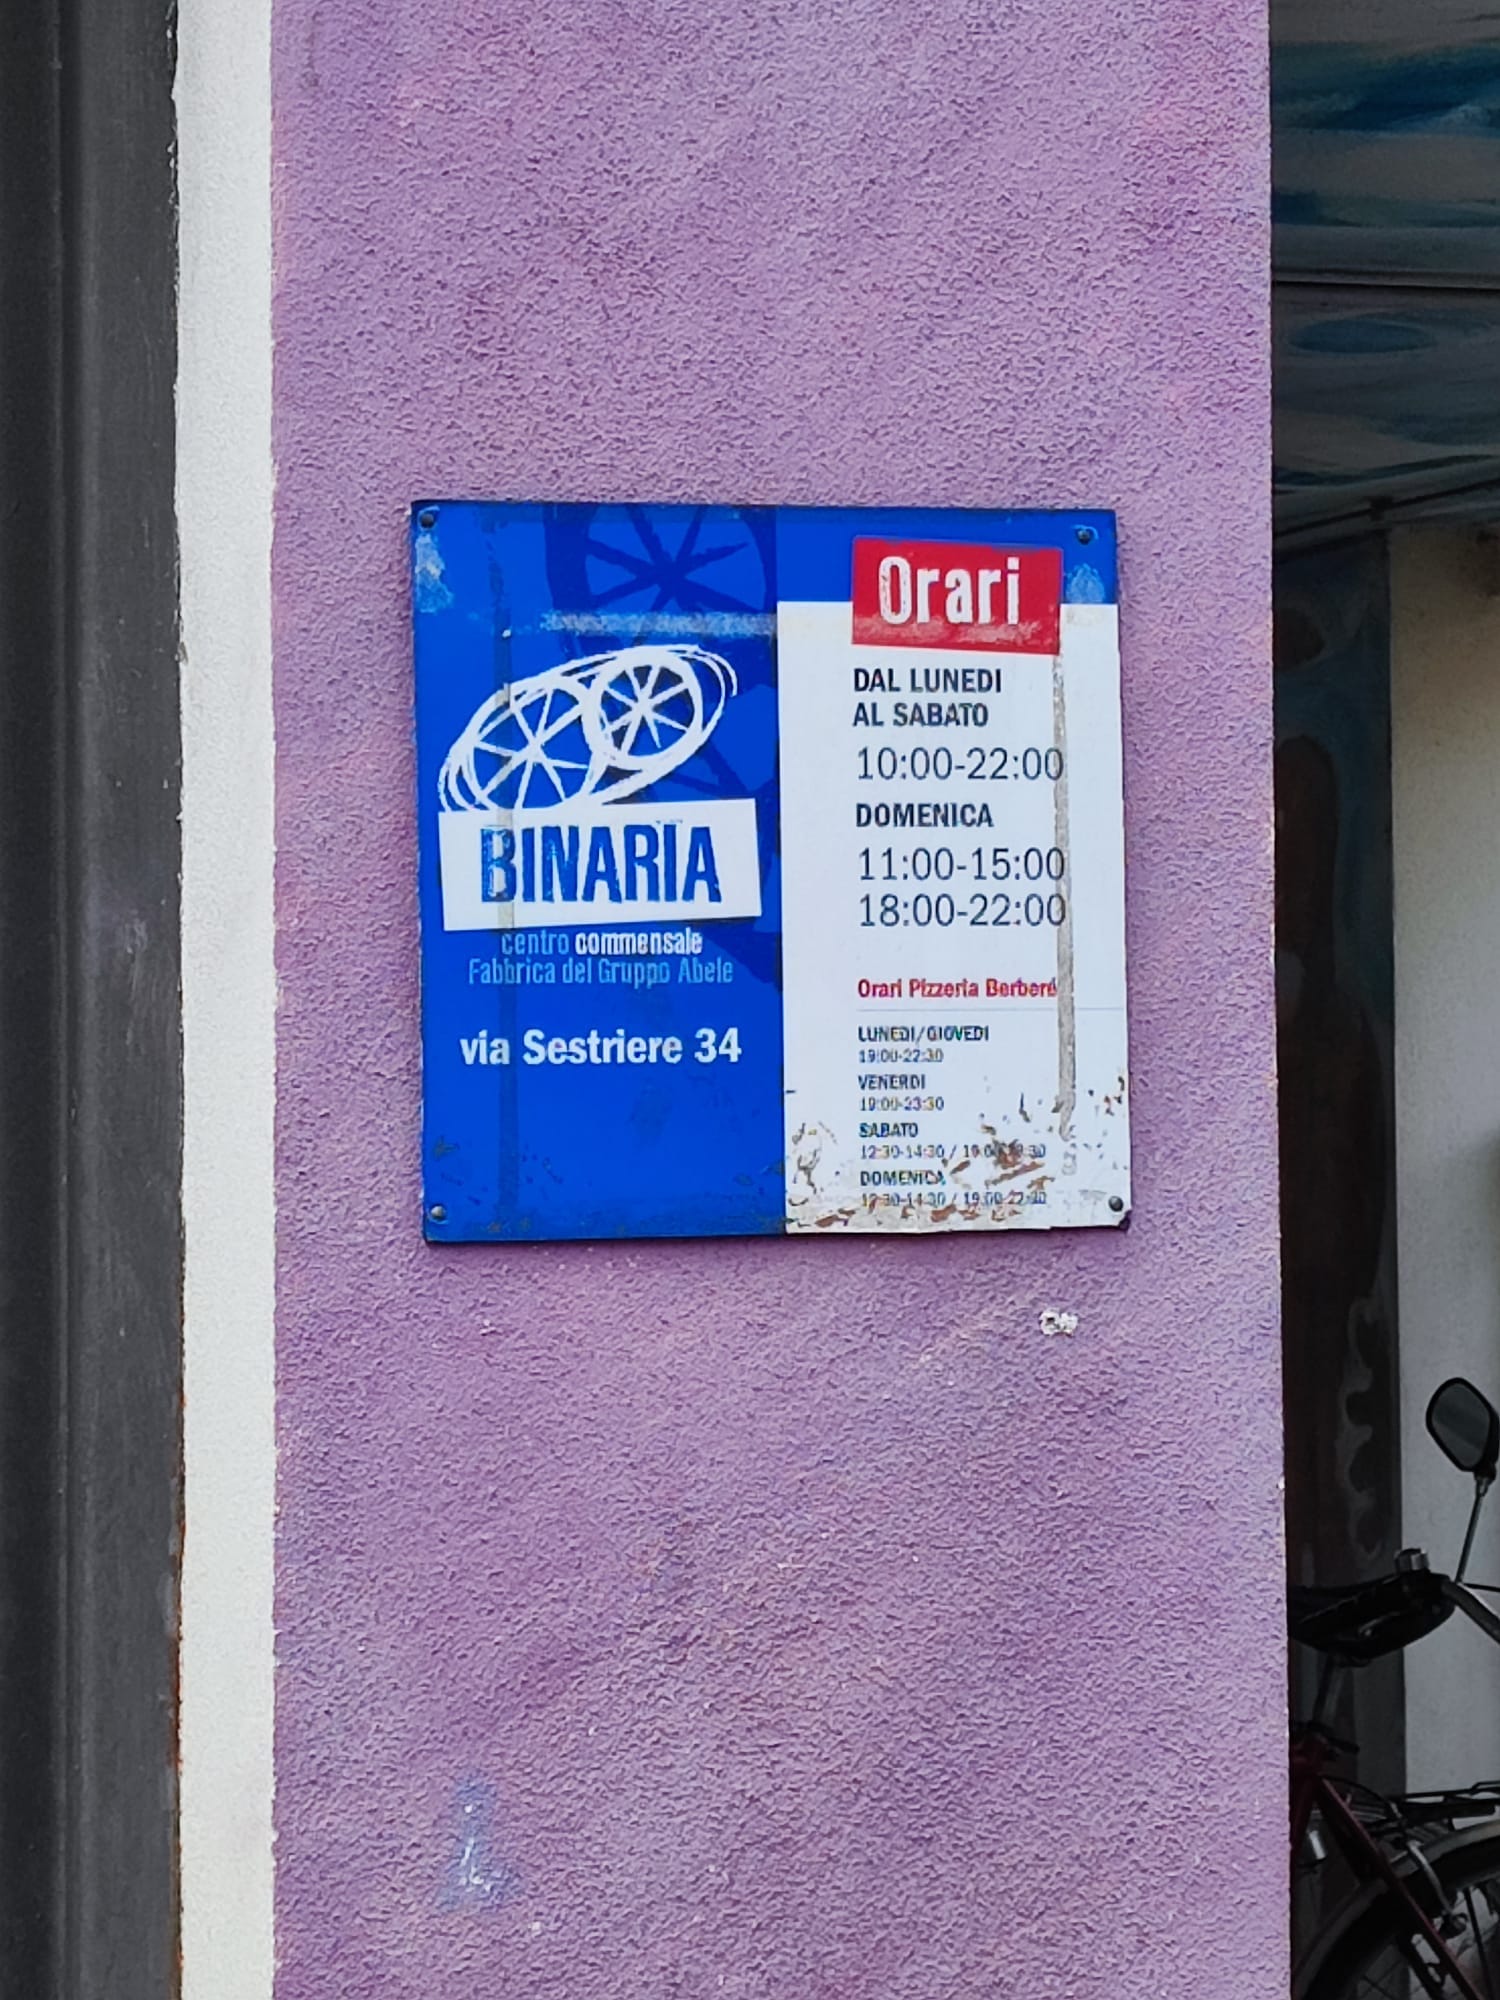 BINARIA
centro commensale
Fabbrica del Gruppo Abele
via Sestriere 34
Orari
DAL LUNEDI
AL SABATO
10:00-22:00
DOMENICA
11:00-15:00
18:00-22:00
Orari Pizzeria Berberé
LUNEDI/GIOVEDI
19:00-22:30
VENERDI
19:00-23:30
SABATO
12:30-14:30 /
DOMENICA
12:30-14:30 / 19:00-22:30